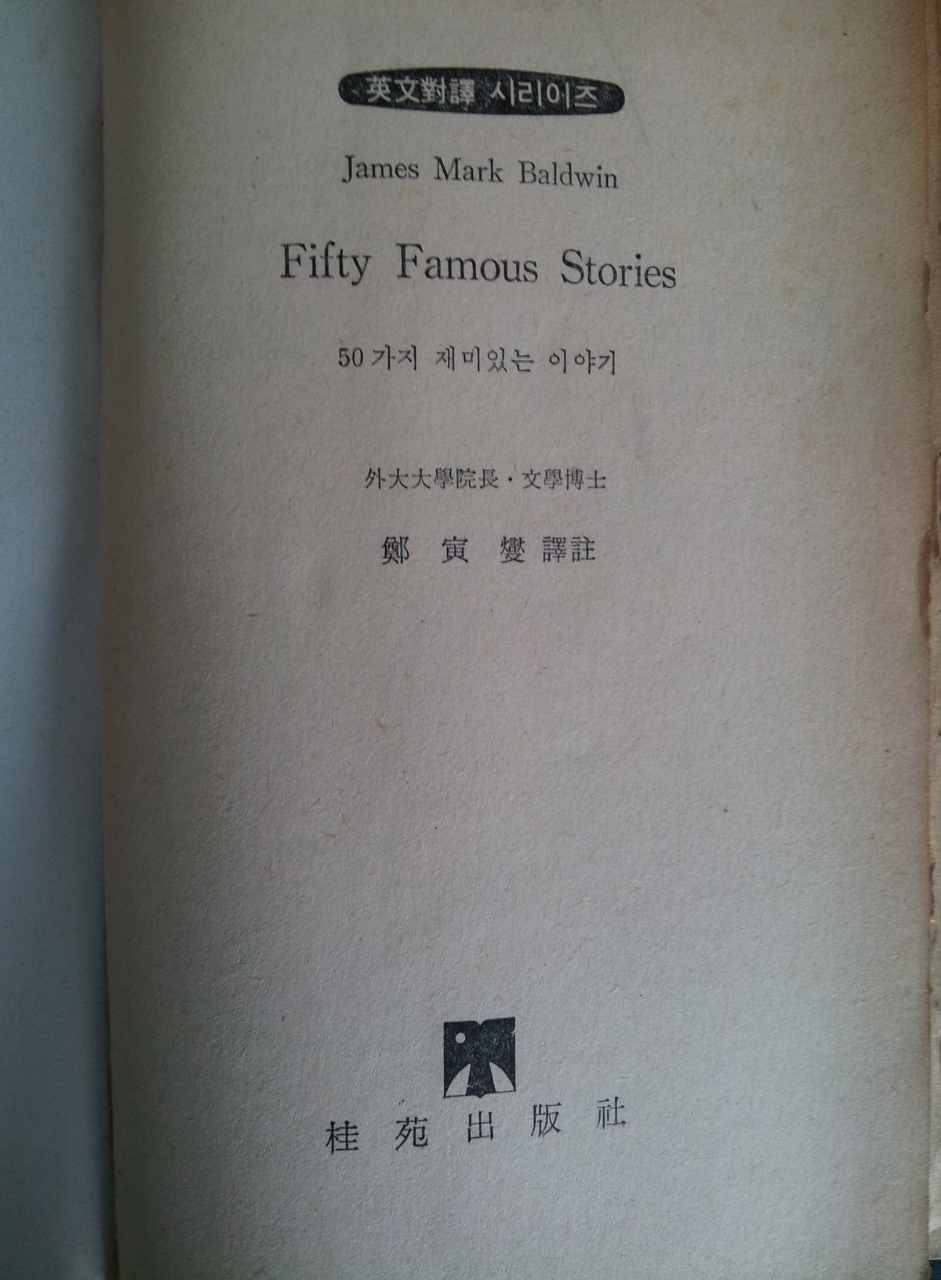 英文對譯 시리이즈
James Mark Baldwin
Fifty Famous Stories
50가지 재미있는 이야기
外大大學院長·文學博士
鄭寅燮 譯註
桂苑出版社